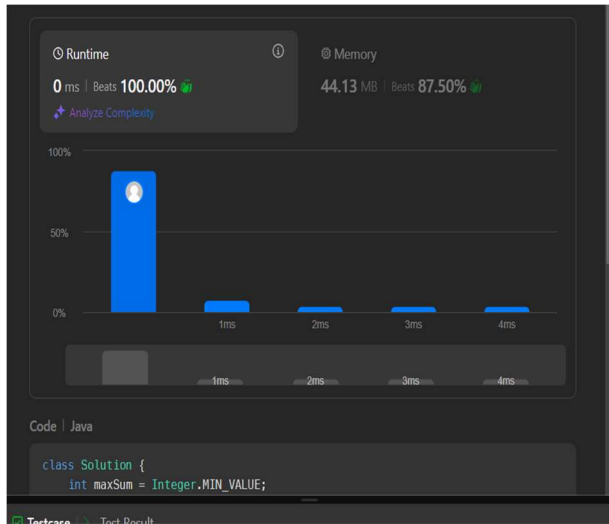 Runtime
0 ms | Beats 100.00%
Analyze Complexity
Memory
44.13 MB | Beats 87.50%
100%
50%
0%
1ms 2ms 3ms 4ms
1ms 2ms 3ms 4ms
Code | Java
class Solution {
int maxSum = Integer.MIN_VALUE;
Testcase Test Result